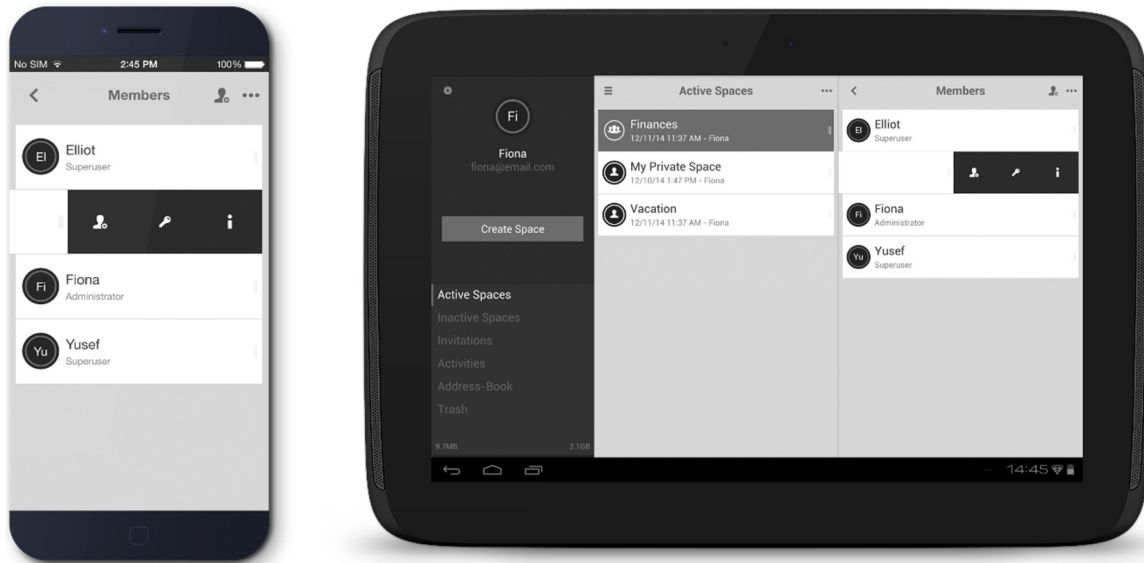 No SIM 2:45 PM 100%
Members
El Elliot
Superuser
Fi Fiona
Administrator
Yu Yusef
Superuser
Fi
Fiona
fiona@email.com
Create Space
Active Spaces
Inactive Spaces
Invitations
Activities
Address-Book
Trash
9.7MB 2.1GB
Active Spaces
Finances
12/11/14 11:37 AM - Fiona
My Private Space
12/10/14 1:47 PM - Fiona
Vacation
12/11/14 11:37 AM - Fiona
Members
El Elliot
Superuser
Fi Fiona
Administrator
Yu Yusef
Superuser
14:45